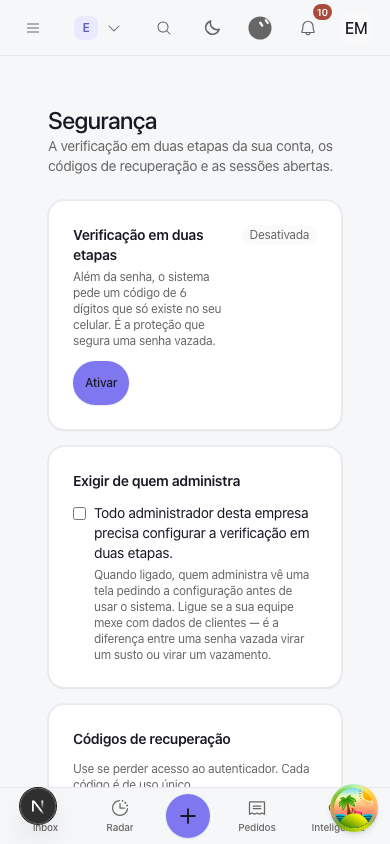 E
10
EM
Segurança
A verificação em duas etapas da sua conta, os
códigos de recuperação e as sessões abertas.
Verificação em duas
etapas
Desativada
Além da senha, o sistema
pede um código de 6
dígitos que só existe no seu
celular. É a proteção que
segura uma senha vazada.
Ativar
Exigir de quem administra
Todo administrador desta empresa
precisa configurar a verificação em
duas etapas.
Quando ligado, quem administra vê uma
tela pedindo a configuração antes de
usar o sistema. Ligue se a sua equipe
mexe com dados de clientes — é a
diferença entre uma senha vazada virar
um susto ou virar um vazamento.
Códigos de recuperação
Use se perder acesso ao autenticador. Cada
código é de uso único.
N
Inbox
Radar
Pedidos